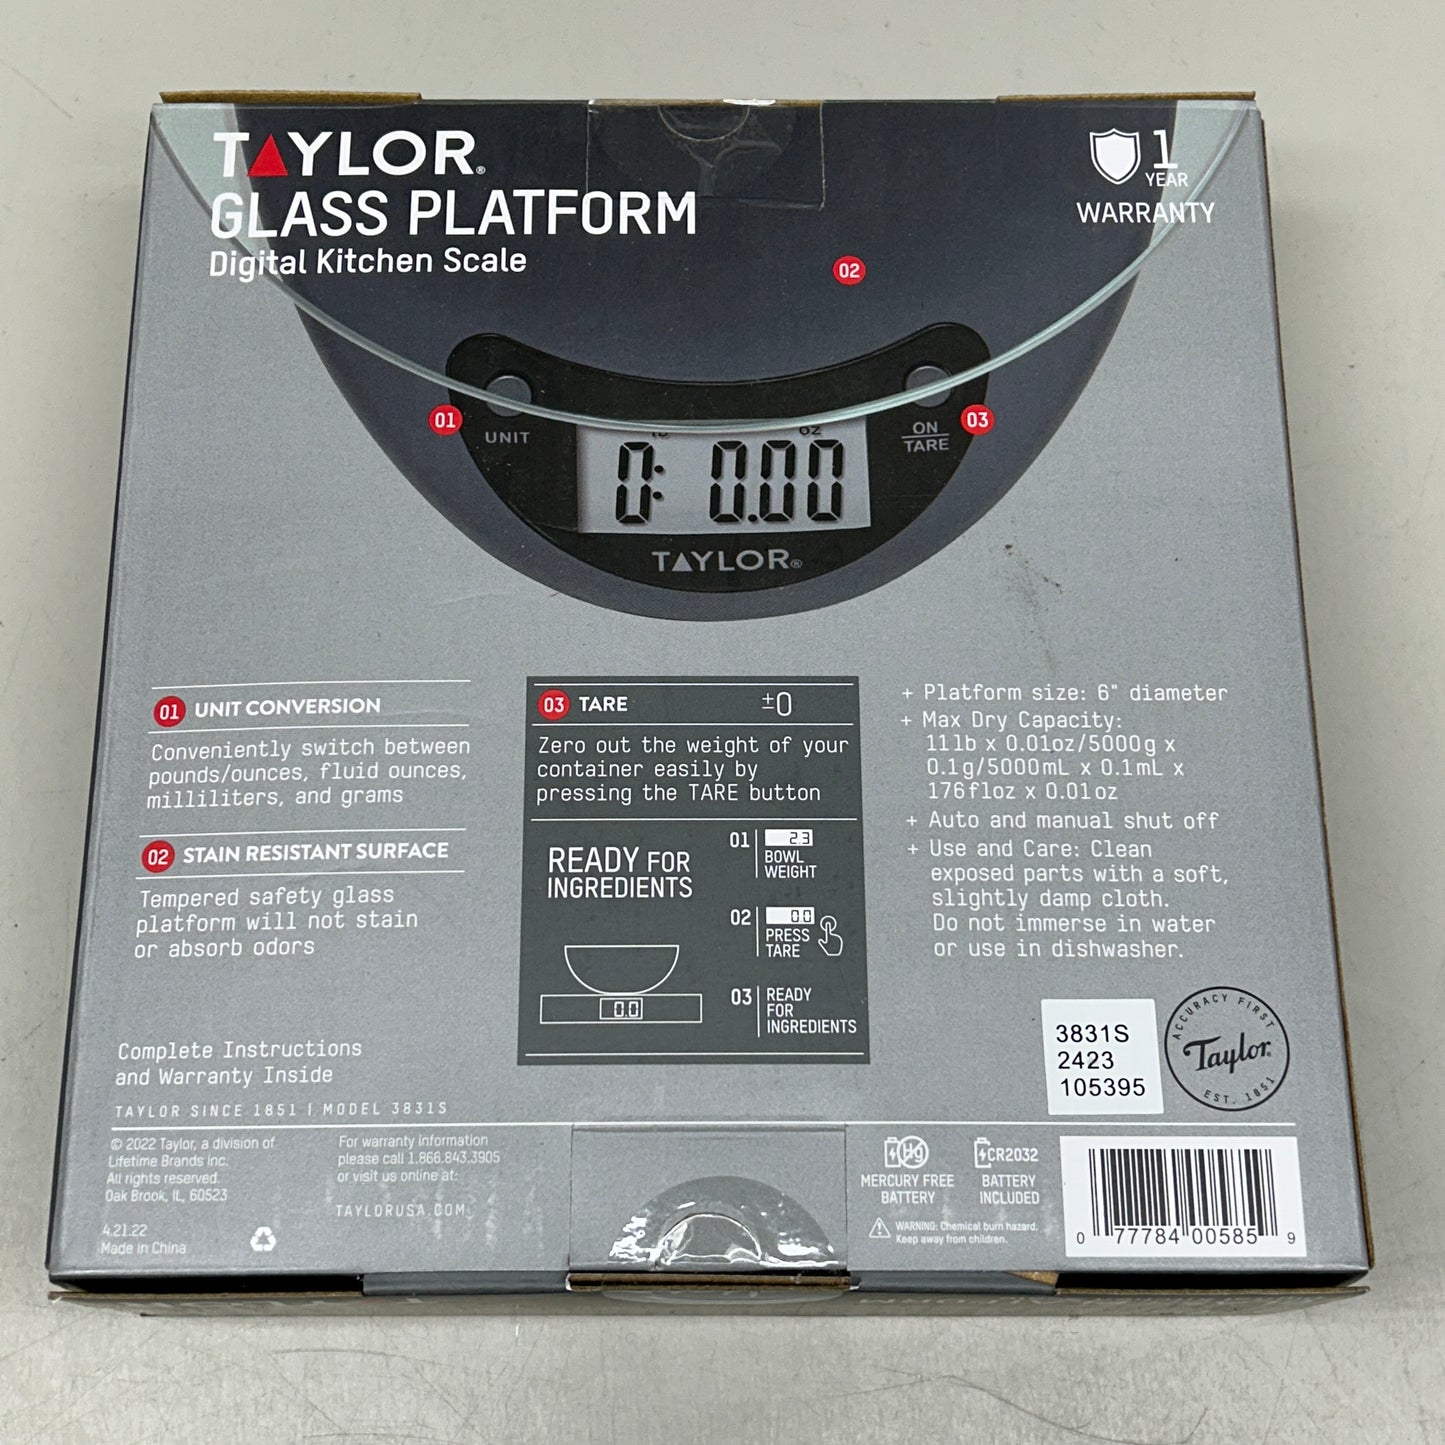 TAYLOR®
GLASS PLATFORM
Digital Kitchen Scale
1
YEAR
WARRANTY
02
01
UNIT
lb
oz
0: 0.00
ON
TARE
03
TAYLOR®
01 UNIT CONVERSION
Conveniently switch between
pounds/ounces, fluid ounces,
milliliters, and grams
02 STAIN RESISTANT SURFACE
Tempered safety glass
platform will not stain
or absorb odors
Complete Instructions
and Warranty Inside
TAYLOR SINCE 1851 | MODEL 3831S
03 TARE ±0
Zero out the weight of your
container easily by
pressing the TARE button
READY FOR
INGREDIENTS
0.0
01 2.3
BOWL
WEIGHT
02 0.0
PRESS
TARE
03 READY
FOR
INGREDIENTS
+ Platform size: 6" diameter
+ Max Dry Capacity:
11lb x 0.01oz/5000g x
0.1g/5000mL x 0.1mL x
176floz x 0.01oz
+ Auto and manual shut off
+ Use and Care: Clean
exposed parts with a soft,
slightly damp cloth.
Do not immerse in water
or use in dishwasher.
3831S
2423
105395
ACCURACY FIRST
Taylor®
EST. 1851
© 2022 Taylor, a division of
Lifetime Brands Inc.
All rights reserved.
Oak Brook, IL, 60523
4.21.22
Made in China
For warranty information
please call 1.866.843.3905
or visit us online at:
TAYLORUSA.COM
Hg
MERCURY FREE
BATTERY
CR2032
BATTERY
INCLUDED
WARNING: Chemical burn hazard.
Keep away from children.
0 77784 00585 9